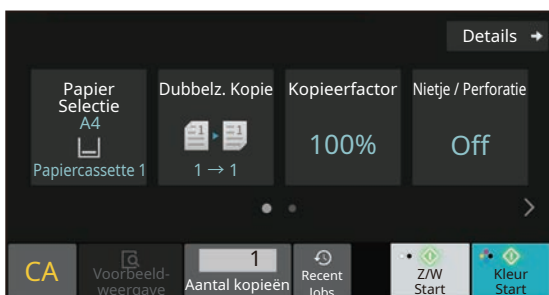 Details
Papier
Selectie
A4
Papiercassette 1
Dubbelz. Kopie
1 → 1
Kopieerfactor
100%
Nietje / Perforatie
Off
CA
Voorbeeld-
weergave
1
Aantal kopieën
Recent
Jobs
Z/W
Start
Kleur
Start